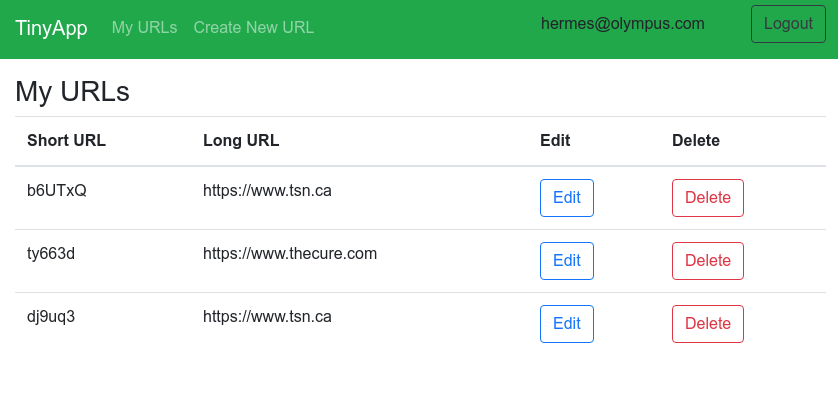 TinyApp My URLs Create New URL hermes@olympus.com Logout
My URLs
Short URL Long URL Edit Delete
b6UTxQ https://www.tsn.ca Edit Delete
ty663d https://www.thecure.com Edit Delete
dj9uq3 https://www.tsn.ca Edit Delete